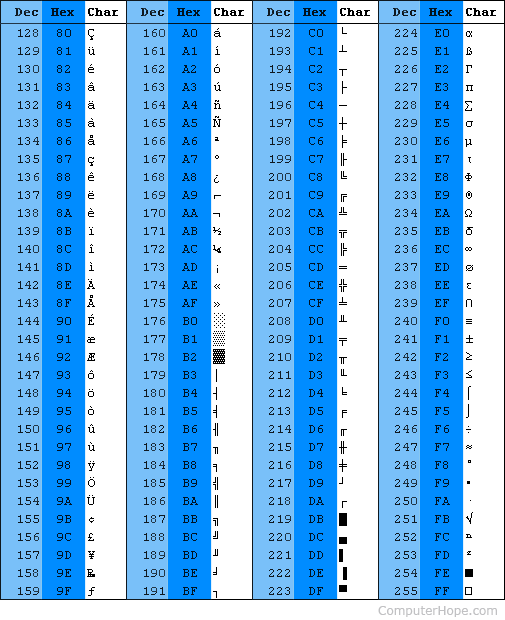 Dec Hex Char Dec Hex Char Dec Hex Char Dec Hex Char
128 80 Ç 160 A0 á 192 C0 └ 224 E0 α
129 81 ü 161 A1 í 193 C1 ┴ 225 E1 ß
130 82 é 162 A2 ó 194 C2 ┬ 226 E2 Γ
131 83 â 163 A3 ú 195 C3 ├ 227 E3 π
132 84 ä 164 A4 ñ 196 C4 ─ 228 E4 Σ
133 85 à 165 A5 Ñ 197 C5 ┼ 229 E5 σ
134 86 å 166 A6 ª 198 C6 ╞ 230 E6 µ
135 87 ç 167 A7 º 199 C7 ╟ 231 E7 τ
136 88 ê 168 A8 ¿ 200 C8 ╚ 232 E8 Φ
137 89 ë 169 A9 ⌐ 201 C9 ╔ 233 E9 Θ
138 8A è 170 AA ¬ 202 CA ╩ 234 EA Ω
139 8B ï 171 AB ½ 203 CB ╦ 235 EB δ
140 8C î 172 AC ¼ 204 CC ╠ 236 EC ∞
141 8D ì 173 AD ¡ 205 CD ═ 237 ED ø
142 8E Ä 174 AE « 206 CE ╬ 238 EE ε
143 8F Å 175 AF » 207 CF ╧ 239 EF ∩
144 90 É 176 B0 ░ 208 D0 ╨ 240 F0 ≡
145 91 æ 177 B1 ▒ 209 D1 ╤ 241 F1 ±
146 92 Æ 178 B2 ▓ 210 D2 ╥ 242 F2 ≥
147 93 ô 179 B3 │ 211 D3 ╙ 243 F3 ≤
148 94 ö 180 B4 ┤ 212 D4 ╘ 244 F4 ⌠
149 95 ò 181 B5 ╡ 213 D5 ╒ 245 F5 ⌡
150 96 û 182 B6 ╢ 214 D6 ╓ 246 F6 ÷
151 97 ù 183 B7 ╖ 215 D7 ╫ 247 F7 ≈
152 98 ÿ 184 B8 ╕ 216 D8 ╪ 248 F8 °
153 99 Ö 185 B9 ╣ 217 D9 ┘ 249 F9 ∙
154 9A Ü 186 BA ║ 218 DA ┌ 250 FA ·
155 9B ¢ 187 BB ╗ 219 DB █ 251 FB √
156 9C £ 188 BC ╝ 220 DC ▄ 252 FC ⁿ
157 9D ¥ 189 BD ╜ 221 DD ▌ 253 FD ²
158 9E ₧ 190 BE ╛ 222 DE ▐ 254 FE ■
159 9F ƒ 191 BF ┐ 223 DF ▀ 255 FF □
ComputerHope.com